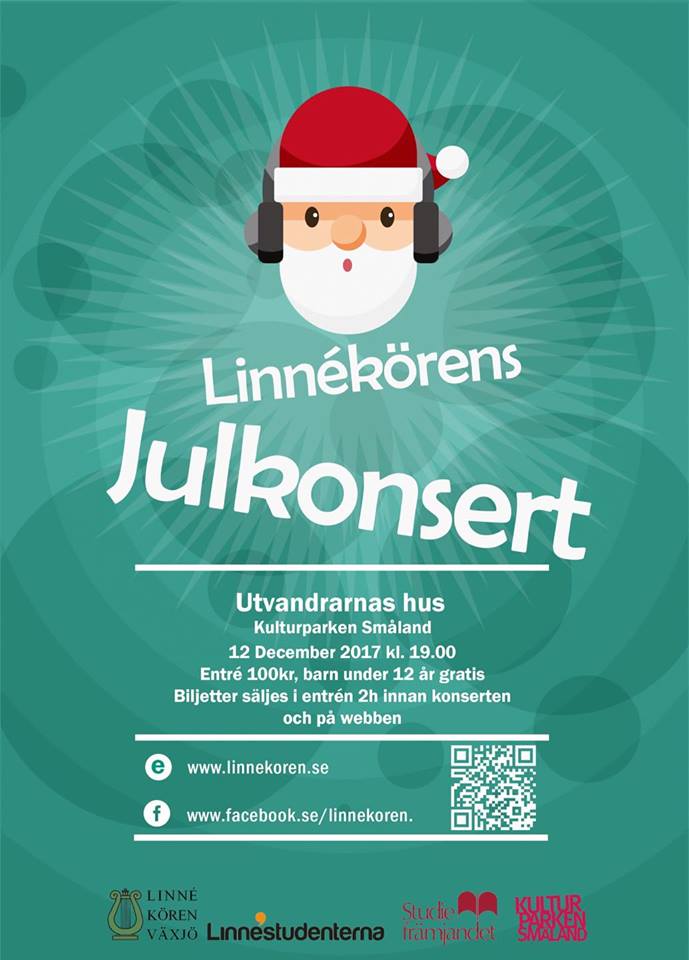 Linnékörens
Julkonsert
Utvandrarnas hus
Kulturparken Småland
12 December 2017 kl. 19.00
Entré 100kr, barn under 12 år gratis
Biljetter säljes i entrén 2h innan konserten
och på webben
e www.linnekoren.se
f www.facebook.se/linnekoren.
LINNÉ
KÖREN
VÄXJÖ
Linnéstudenterna
Studie
främjandet
KULTUR
PARKEN
SMÅLAND